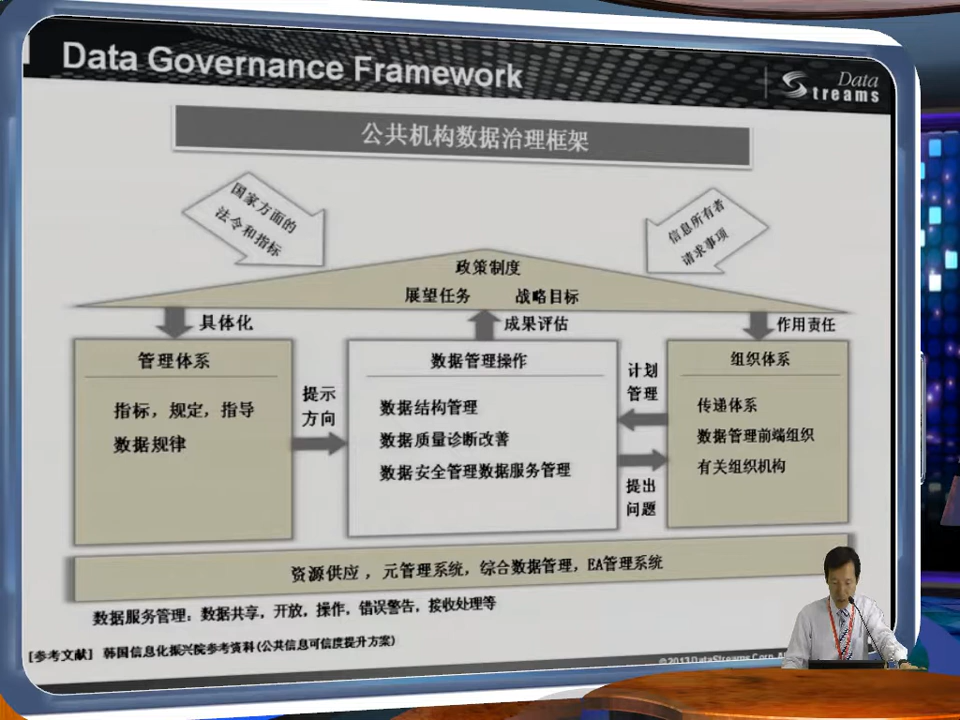 Data Governance Framework
Data
Streams
公共机构数据治理框架
国家方面的
法令和指标
信息所有者
请求事项
政策制度
展望任务 战略目标
具体化
成果评估
作用责任
管理体系
指标，规定，指导
数据规律
提示
方向
数据管理操作
数据结构管理
数据质量诊断改善
数据安全管理数据服务管理
计划
管理
提出
问题
组织体系
传递体系
数据管理前端组织
有关组织机构
资源供应，元管理系统，综合数据管理，EA管理系统
数据服务管理：数据共享，开放，操作，错误警告，接收处理等
[参考文献] 韩国信息化振兴院参考资料(公共信息可信度提升方案)
©2013 DataStreams Corp.